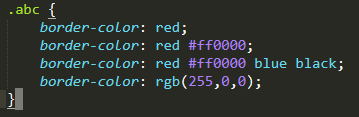 .abc {
    border-color: red;
    border-color: red #ff0000;
    border-color: red #ff0000 blue black;
    border-color: rgb(255,0,0);
}